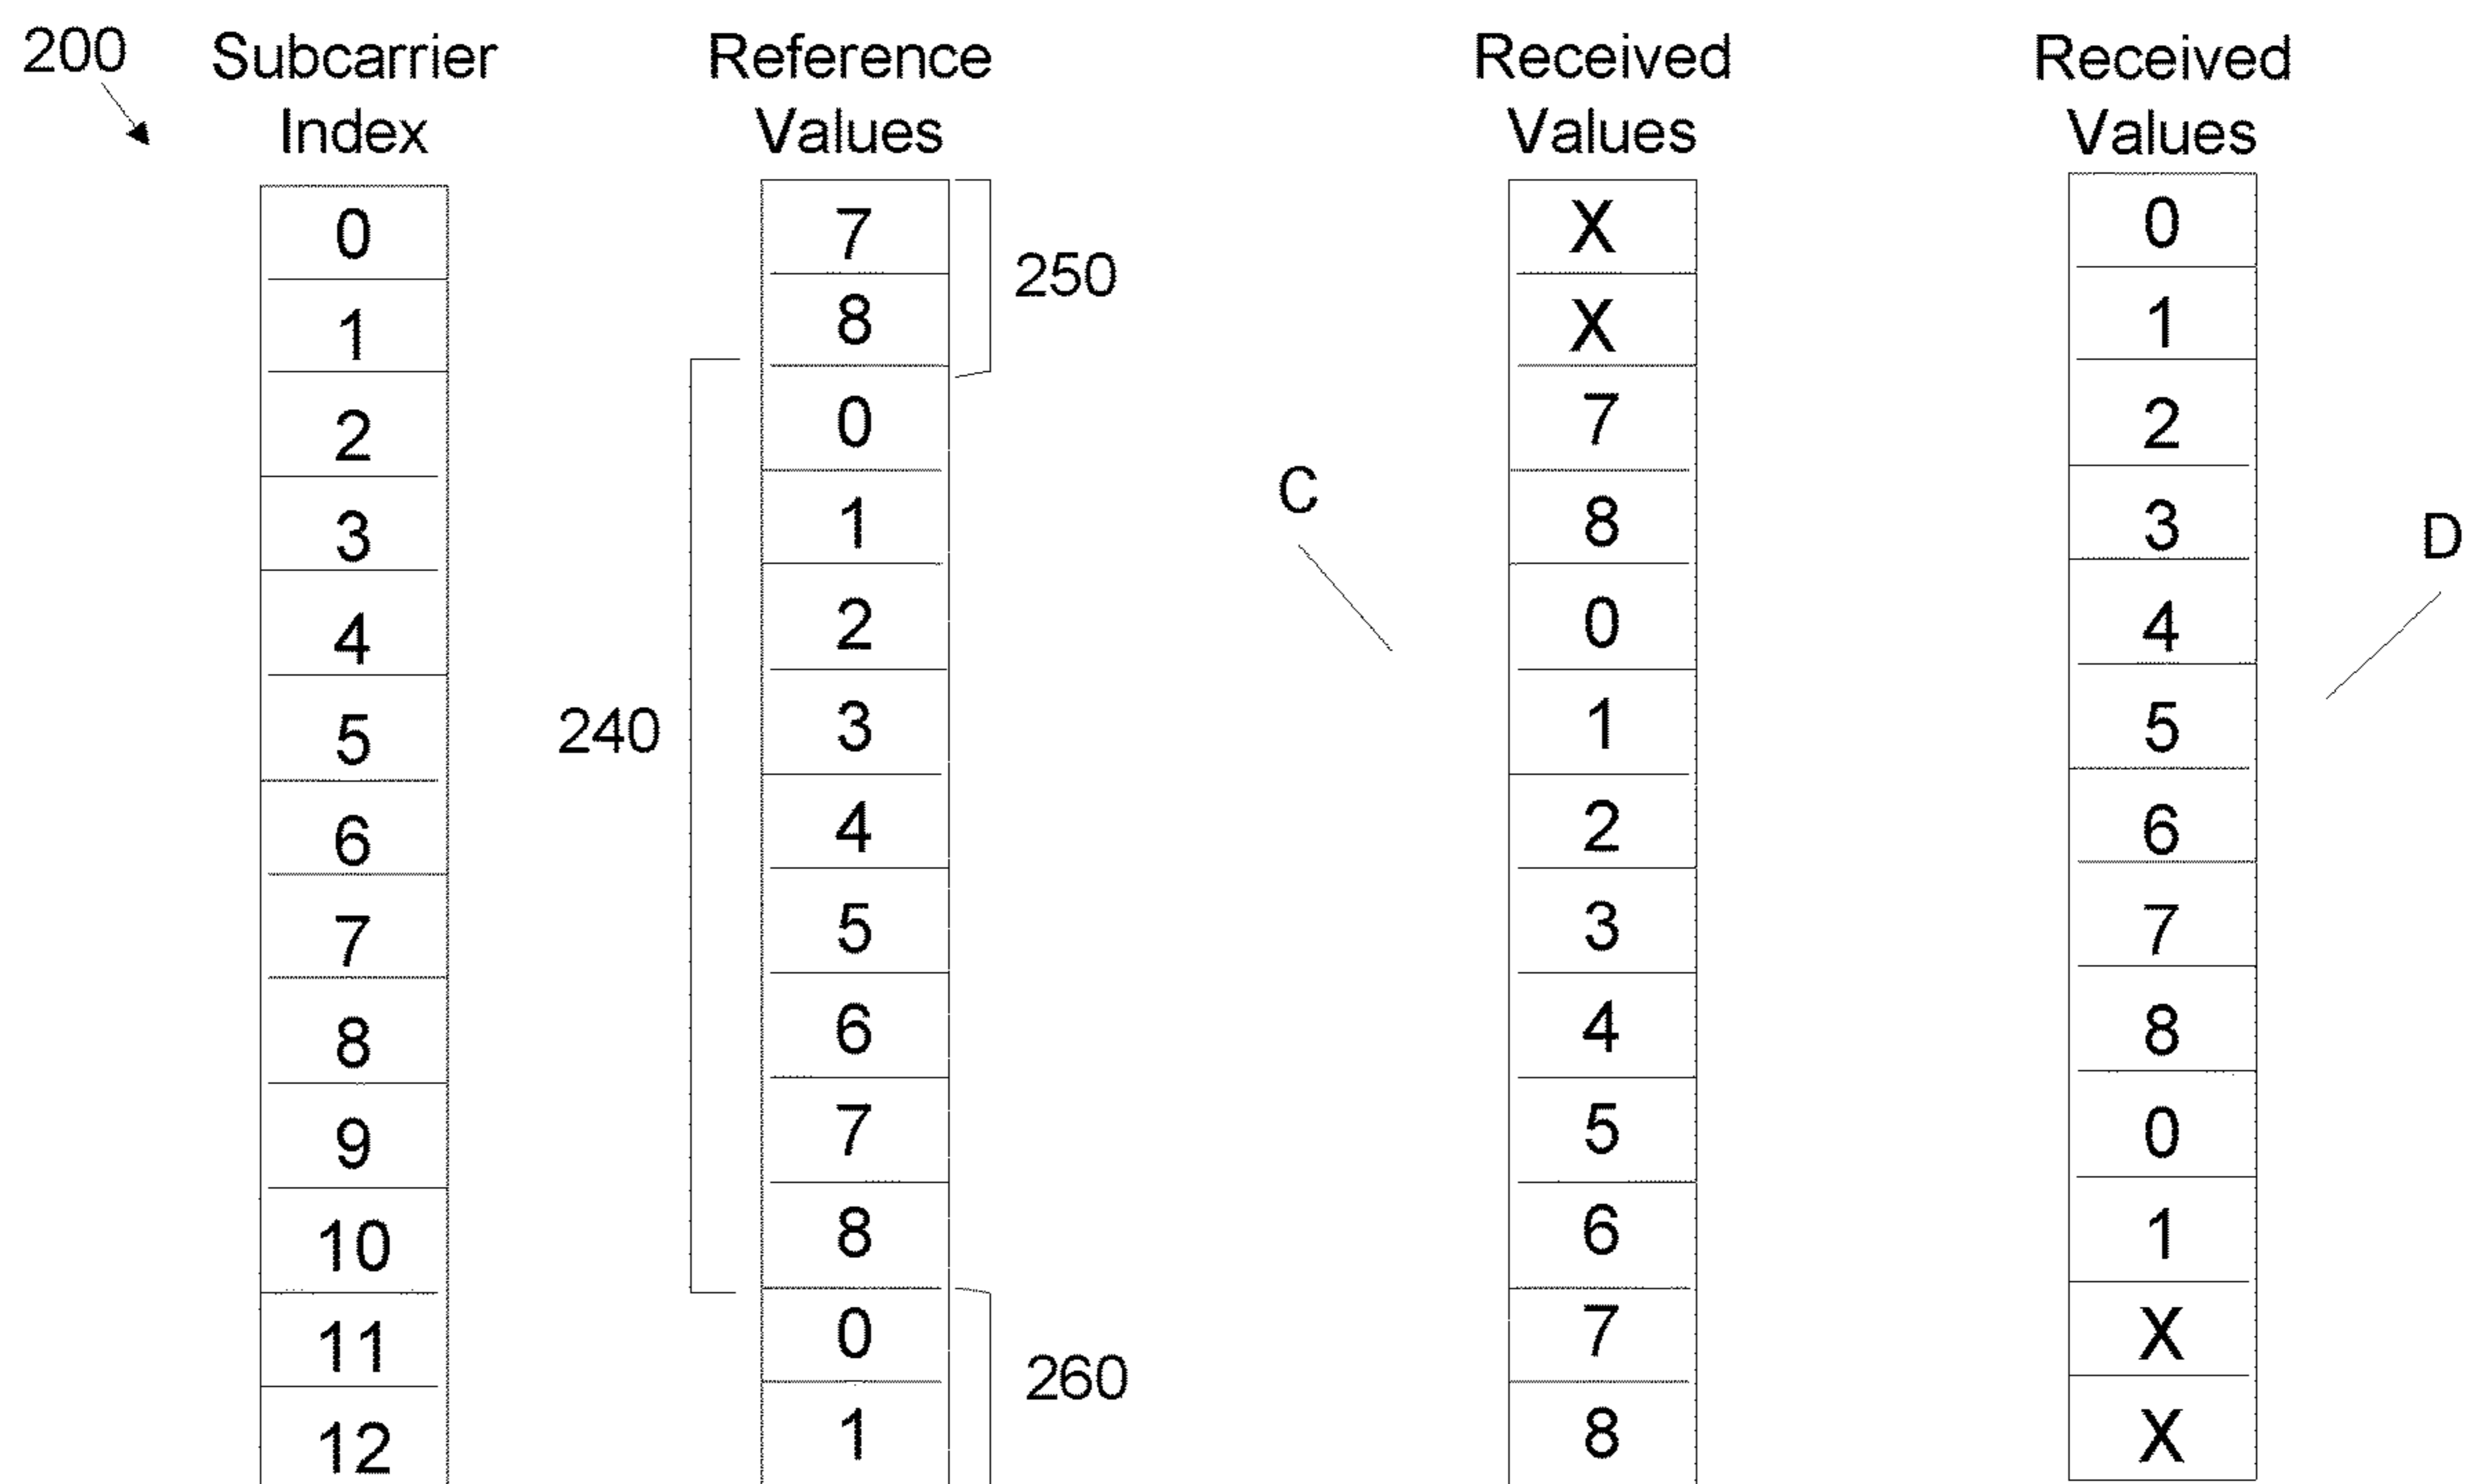 200 Subcarrier Reference Received Received
Index Values Values Values
0 7 X 0
250
1 8 X 1
2 0 7 2
C
3 1 8 3
D
4 2 0 4
240
5 3 1 5
6 4 2 6
7 5 3 7
8 6 4 8
9 7 5 0
10 8 6 1
11 0 7 X
260
12 1 8 X